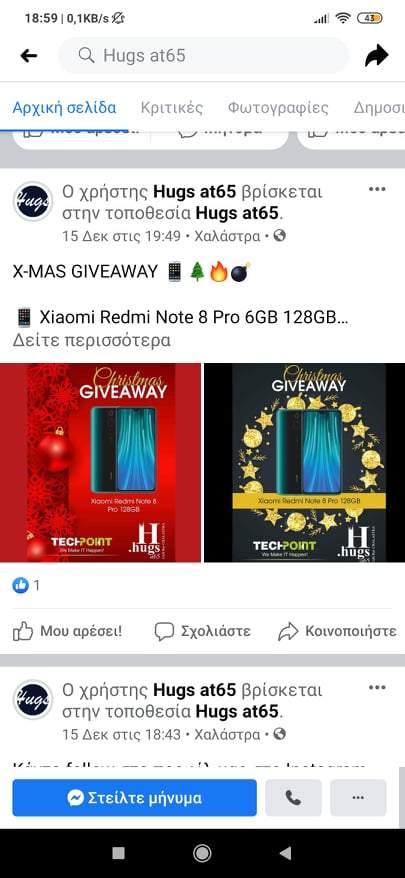 18:59 | 0,1KB/s
43
Hugs at65
Αρχική σελίδα Κριτικές Φωτογραφίες Δημοσι
Hugs
Ο χρήστης Hugs at65 βρίσκεται
στην τοποθεσία Hugs at65.
15 Δεκ στις 19:49 • Χαλάστρα •
X-MAS GIVEAWAY
Xiaomi Redmi Note 8 Pro 6GB 128GB...
Δείτε περισσότερα
Christmas
GIVEAWAY
Xiaomi Redmi Note 8
Pro 128GB
TECHPOINT
We Make IT Happen!
H
.hugs
Christmas
GIVEAWAY
Xiaomi Redmi Note 8 Pro 128GB
TECHPOINT
We Make IT Happen!
H
.hugs
1
Μου αρέσει! Σχολιάστε Κοινοποιήστε
Hugs
Ο χρήστης Hugs at65 βρίσκεται
στην τοποθεσία Hugs at65.
15 Δεκ στις 18:43 • Χαλάστρα •
Στείλτε μήνυμα